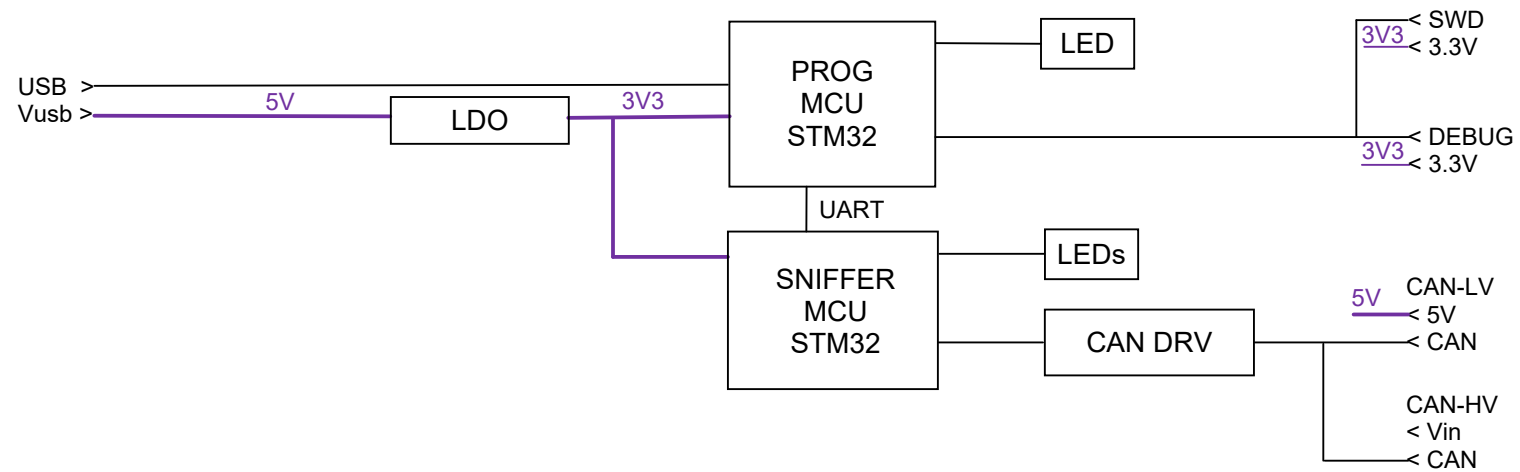 USB >
Vusb >
5V
LDO
3V3
PROG
MCU
STM32
LED
3V3
< SWD
< 3.3V
< DEBUG
3V3
< 3.3V
UART
SNIFFER
MCU
STM32
LEDs
CAN DRV
CAN-LV
5V
< 5V
< CAN
CAN-HV
< Vin
< CAN